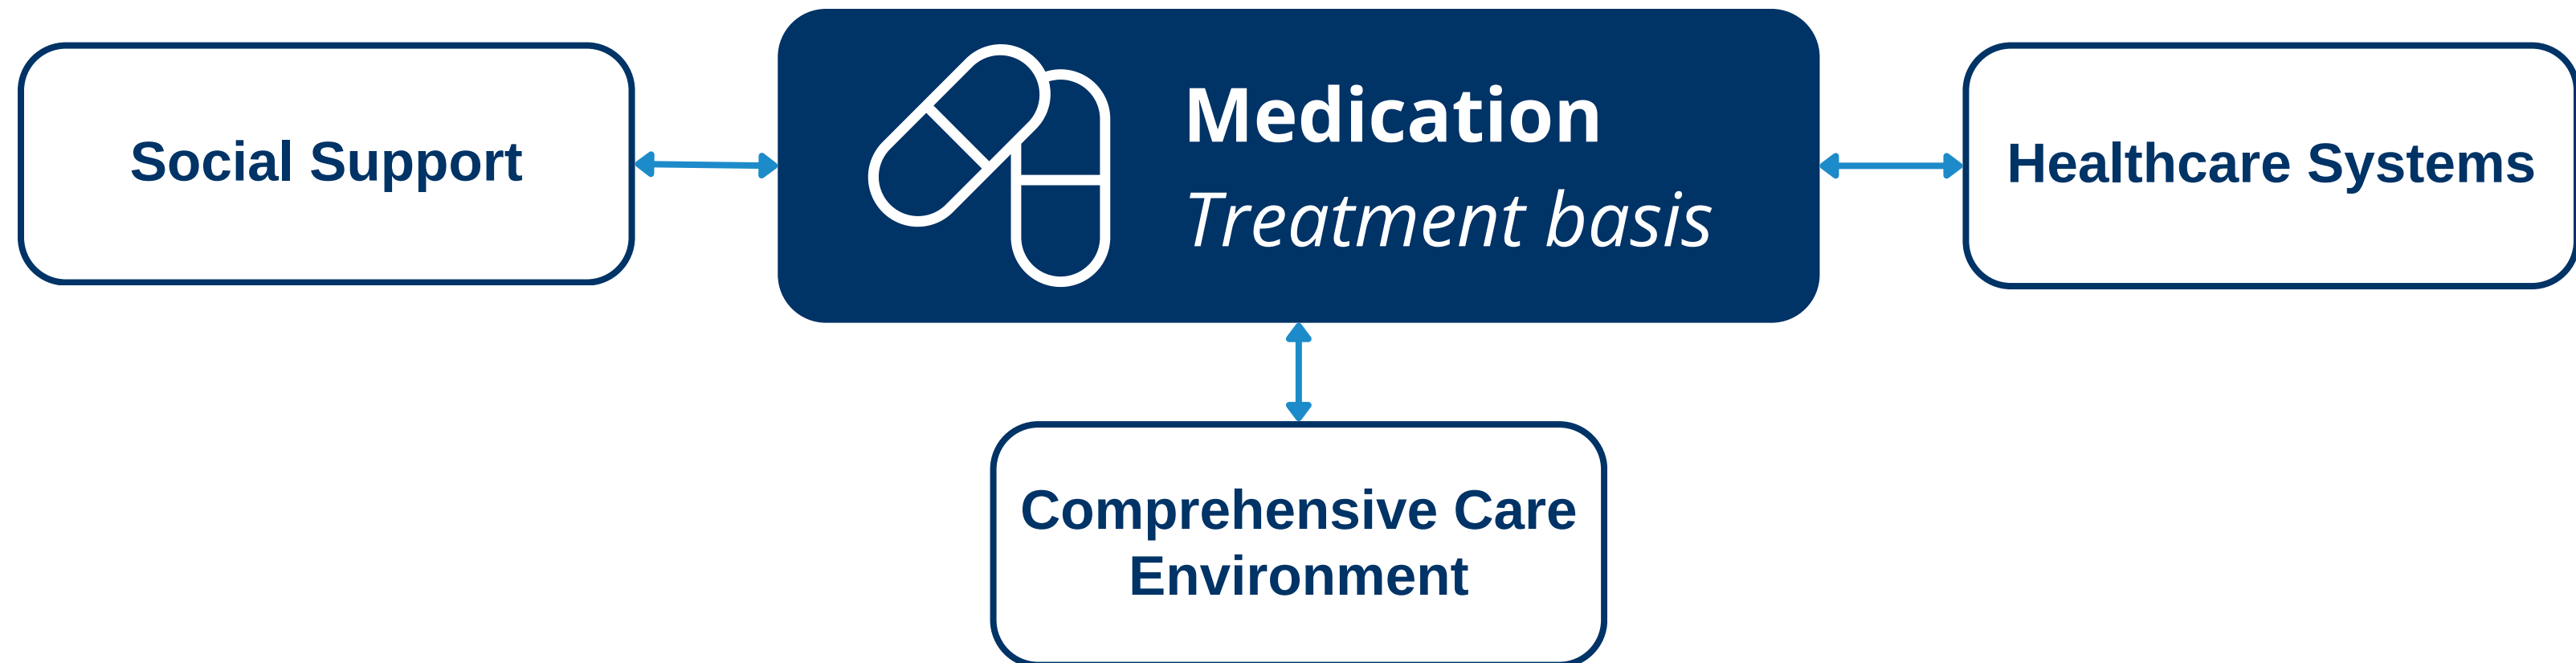 Social Support
Medication
Treatment basis
Healthcare Systems
Comprehensive Care
Environment